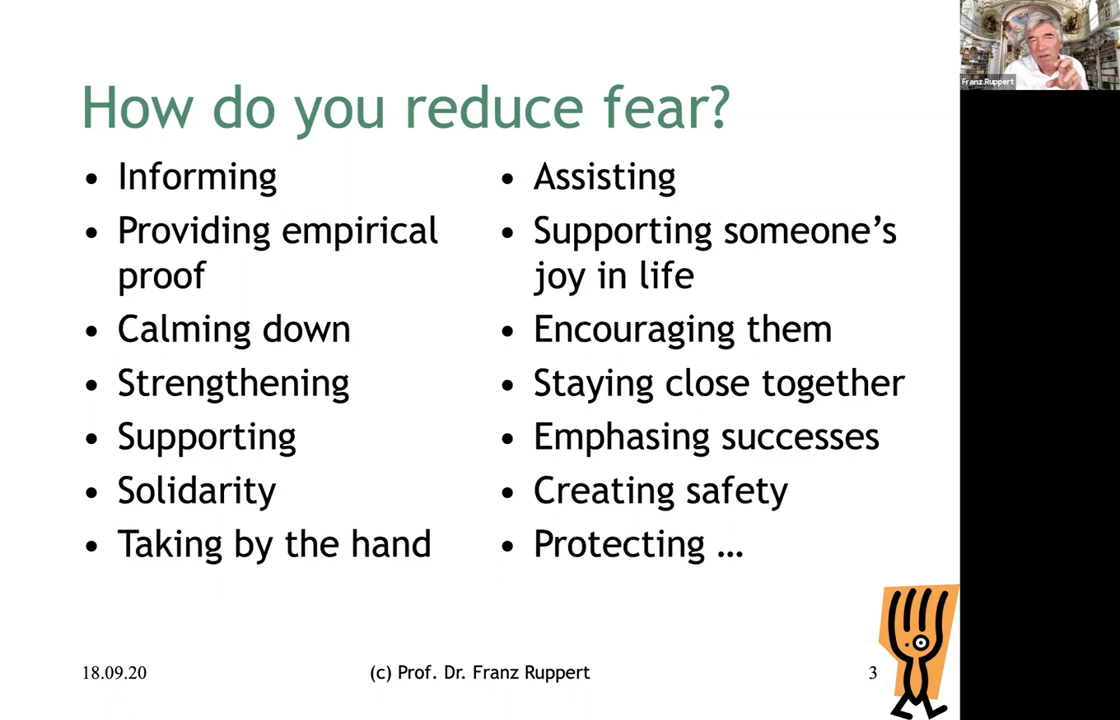 How do you reduce fear?
• Informing
• Providing empirical
proof
• Calming down
• Strengthening
• Supporting
• Solidarity
• Taking by the hand
• Assisting
• Supporting someone’s
joy in life
• Encouraging them
• Staying close together
• Emphasing successes
• Creating safety
• Protecting …
18.09.20
(c) Prof. Dr. Franz Ruppert
3
Franz Ruppert